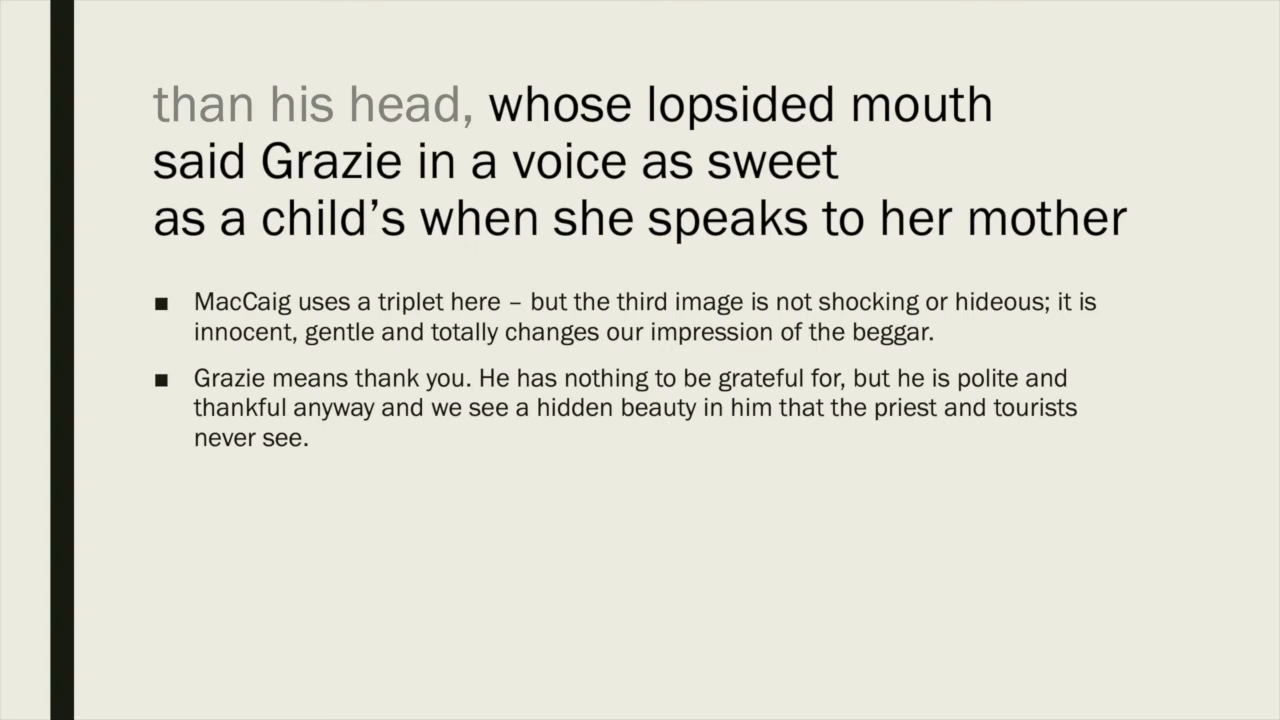 than his head, whose lopsided mouth
said Grazie in a voice as sweet
as a child’s when she speaks to her mother
■ MacCaig uses a triplet here – but the third image is not shocking or hideous; it is
innocent, gentle and totally changes our impression of the beggar.
■ Grazie means thank you. He has nothing to be grateful for, but he is polite and
thankful anyway and we see a hidden beauty in him that the priest and tourists
never see.